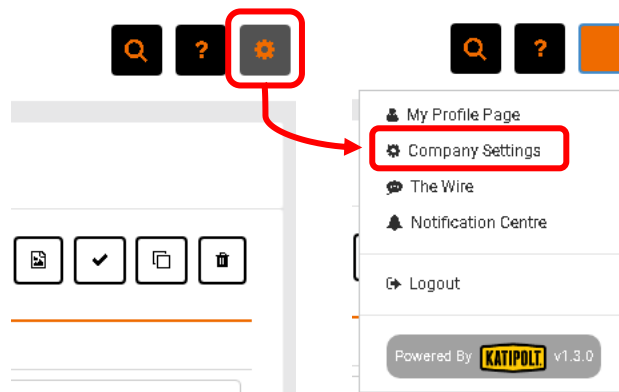 ?
?
My Profile Page
Company Settings
The Wire
Notification Centre
Logout
Powered By KATIPOLT. v1.3.0